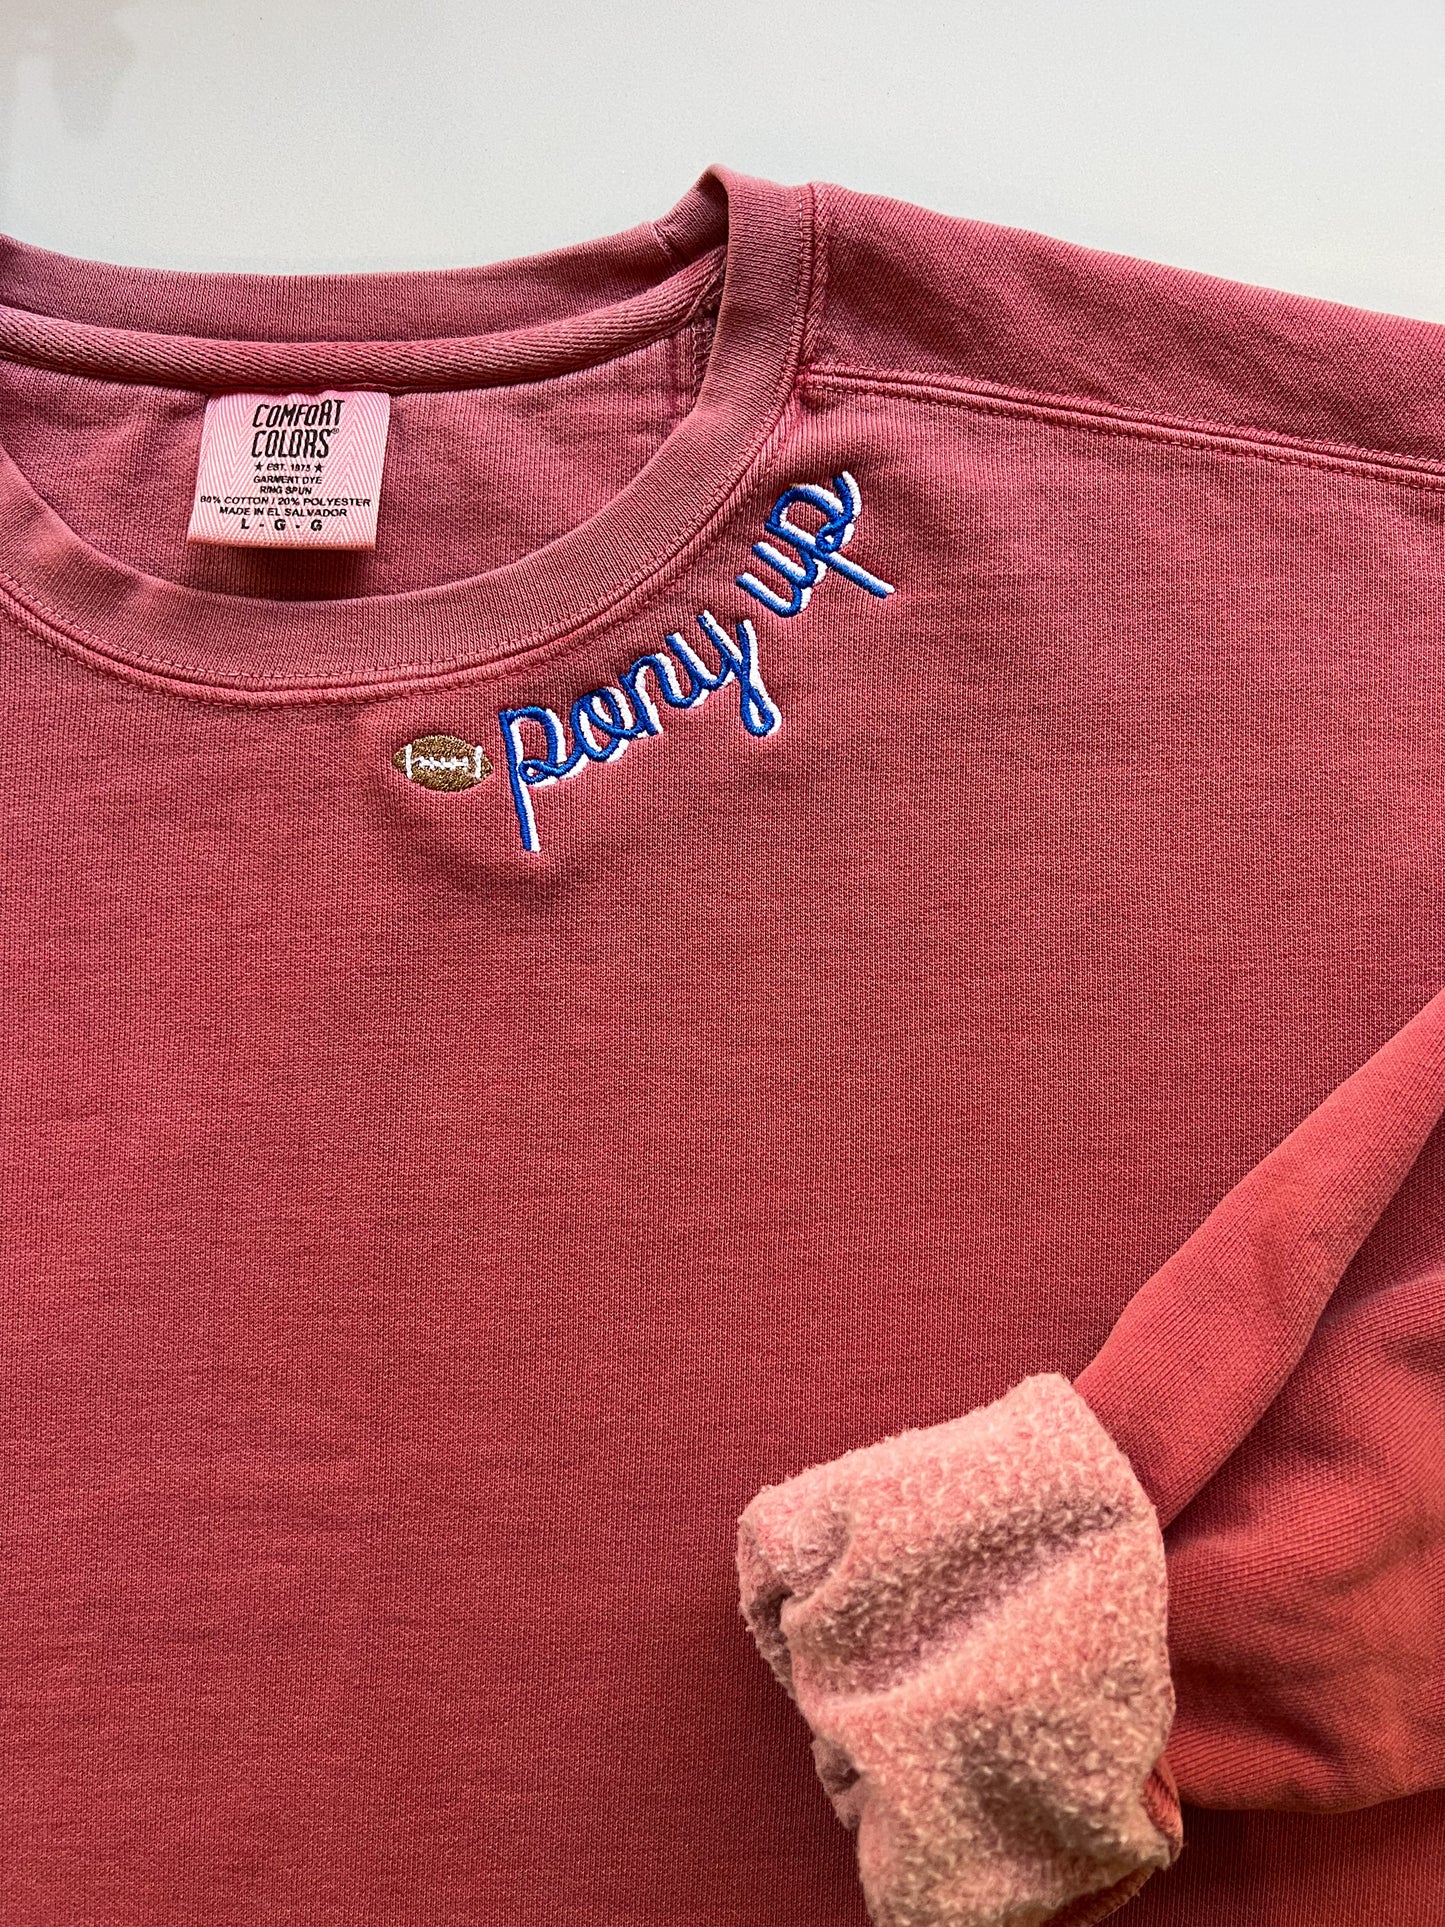 COMFORT
COLORS®
★ EST. 1975 ★
GARMENT DYE
RING SPUN
80% COTTON / 20% POLYESTER
MADE IN EL SALVADOR
L - G - G
pony up